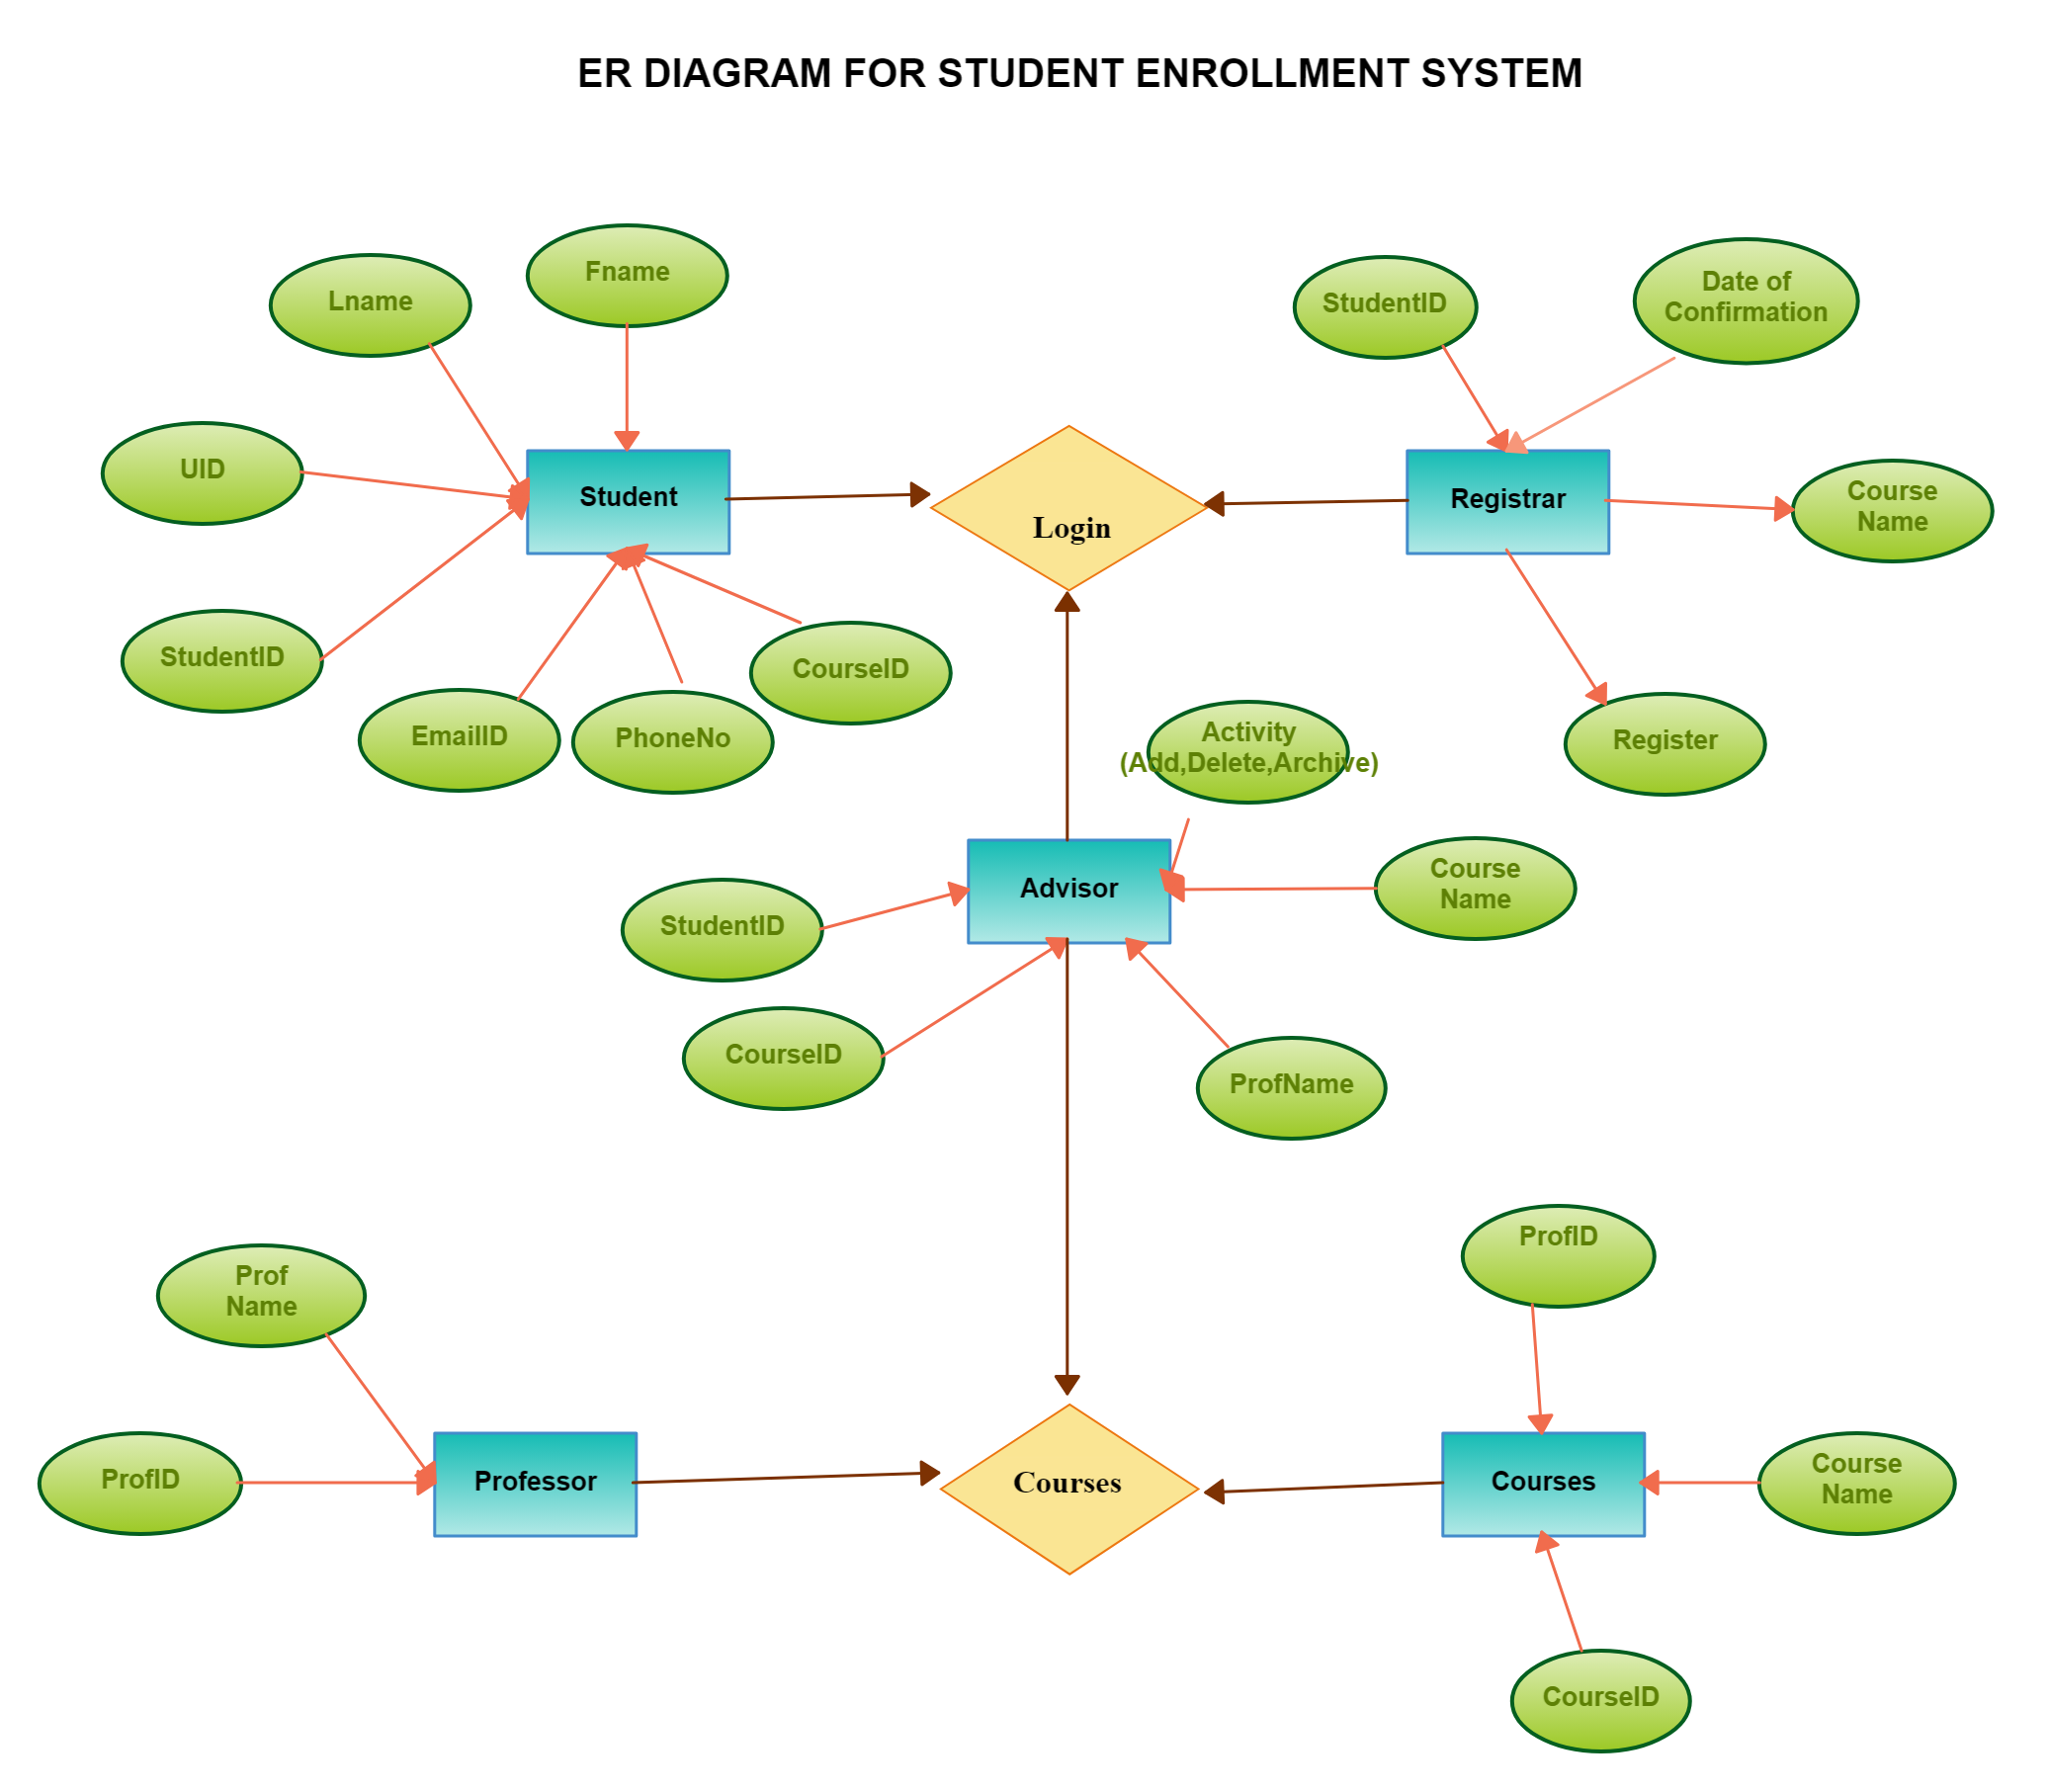 ER DIAGRAM FOR STUDENT ENROLLMENT SYSTEM
Fname
Lname
StudentID
Date of
Confirmation
UID
Student
Login
Registrar
Course
Name
StudentID
CourseID
EmailID
PhoneNo
Activity
(Add,Delete,Archive)
Register
Advisor
Course
Name
StudentID
CourseID
ProfName
Prof
Name
ProfID
ProfID
Professor
Courses
Courses
Course
Name
CourseID